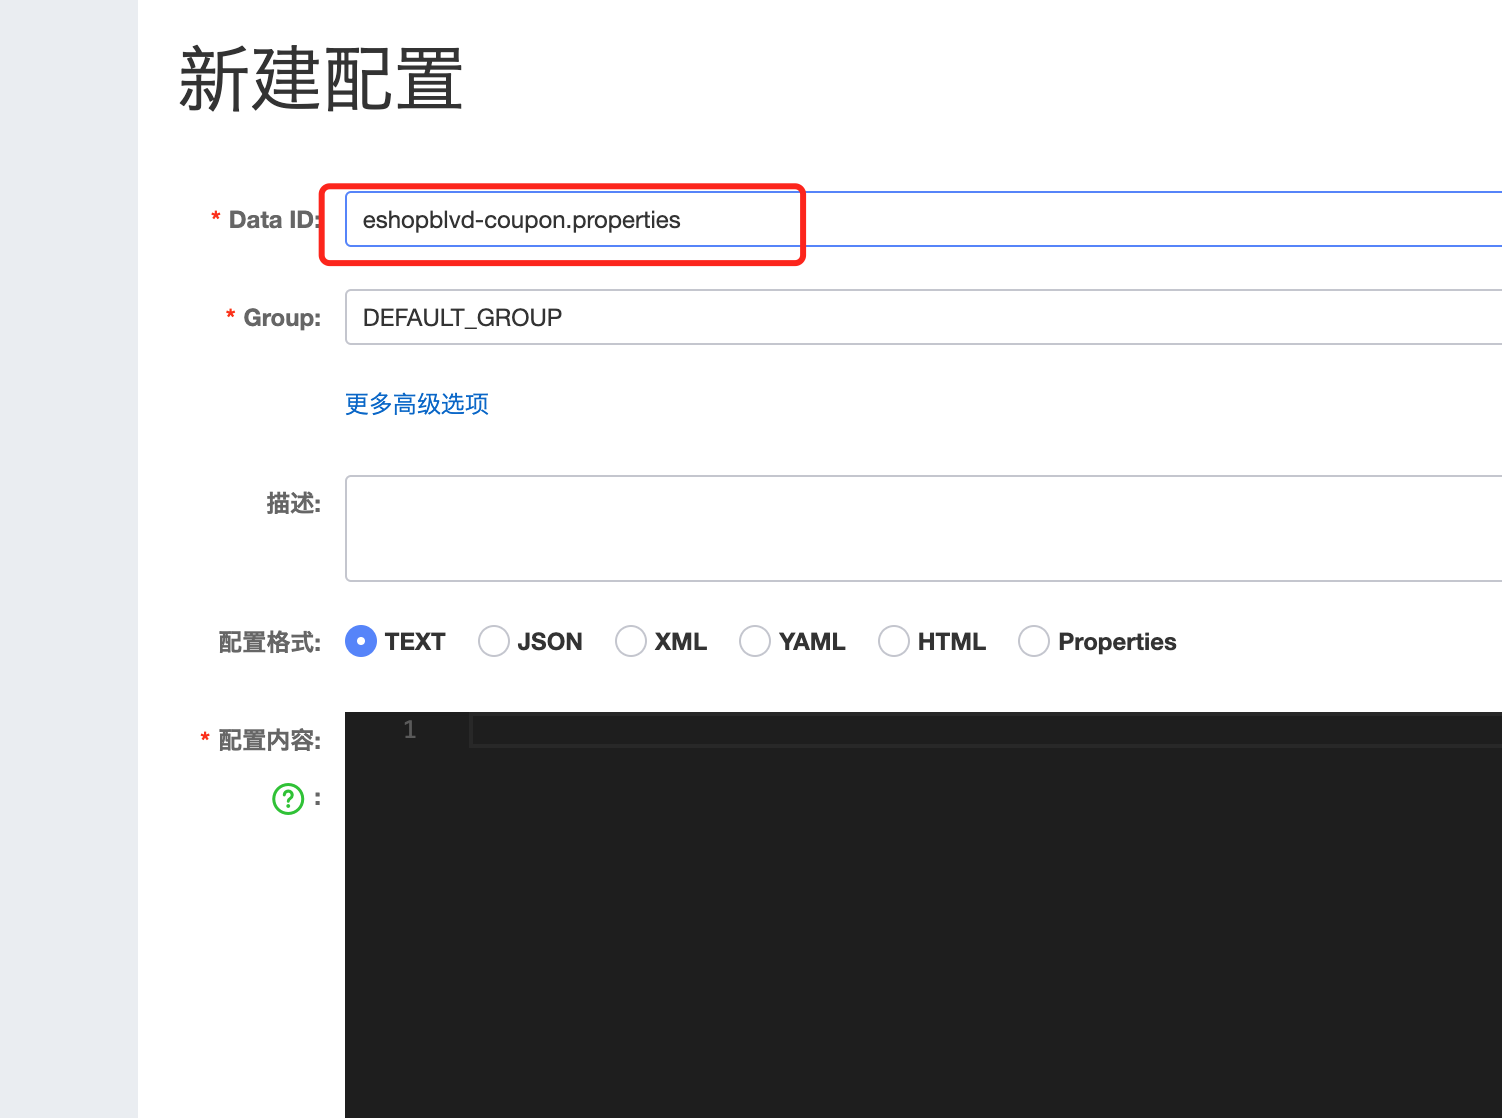 新建配置
* Data ID: eshopblvd-coupon.properties
* Group: DEFAULT_GROUP
更多高级选项
描述:
配置格式: TEXT JSON XML YAML HTML Properties
* 配置内容: 1
? :